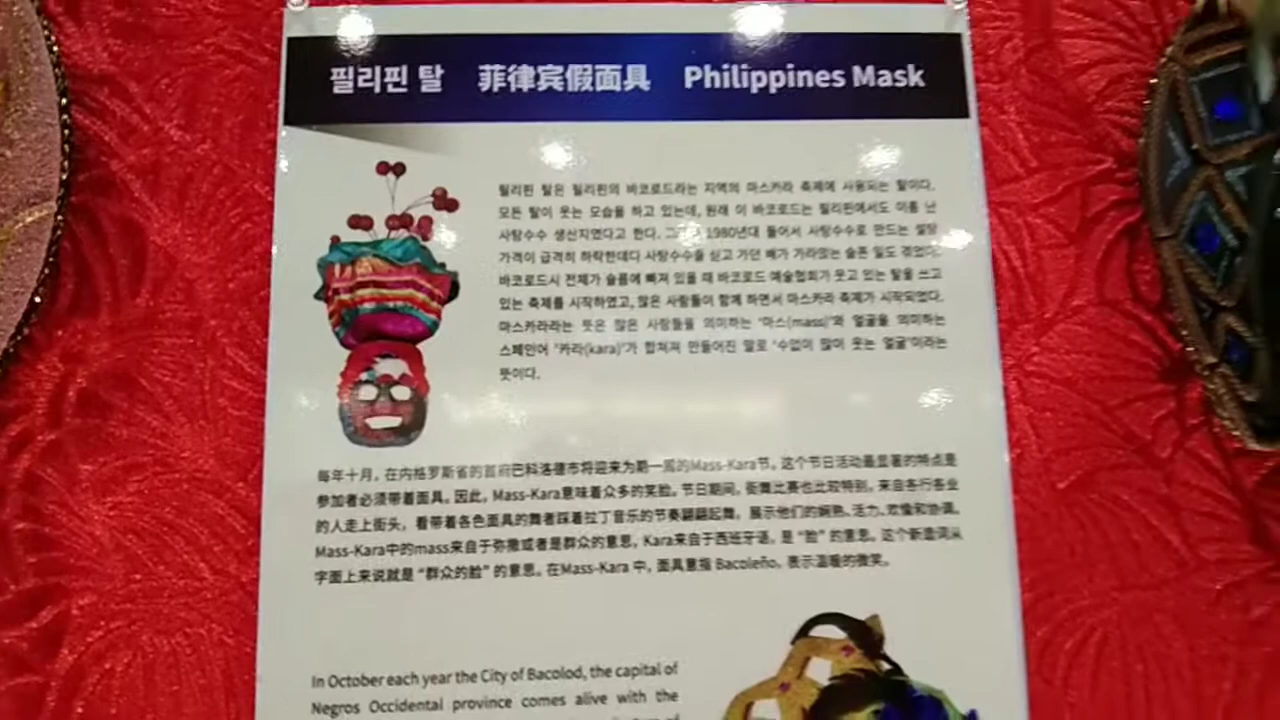 필리핀 탈 菲律宾假面具 Philippines Mask
필리핀 탈은 필리핀의 바코로드라는 지역의 마스카라 축제에 사용되는 탈이다.
모든 탈이 웃는 모습을 하고 있는데, 원래 이 바코로드는 필리핀에서도 이름 난
사탕수수 생산지였다고 한다. 1980년대 들어서 사탕수수로 만드는 설탕
가격이 급격히 하락한데다 사탕수수를 싣고 가던 배가 가라앉는 슬픈 일도 겪었다.
바코로드시 전체가 슬픔에 빠져 있을 때 바코로드 예술협회가 웃고 있는 탈을 쓰고
있는 축제를 시작하였고, 많은 사람들이 함께 하면서 마스카라 축제가 시작되었다.
마스카라라는 뜻은 많은 사람들을 의미하는 '마스(mass)'와 얼굴을 의미하는
스페인어 '카라(kara)'가 합쳐져 만들어진 말로 '수없이 많이 웃는 얼굴'이라는
뜻이다.
每年十月，在内格罗斯省的首府巴科洛德市将迎来为期一周的Mass-Kara节。这个节日活动最显著的特点是
参加者必须带着面具。因此，Mass-Kara意味着众多的笑脸。节日期间，街舞比赛也比较特别，来自各行各业
的人走上街头，看带着各色面具的舞者踩着拉丁音乐的节奏翩翩起舞，展示他们的娴熟、活力、欢愉和协调。
Mass-Kara中的mass来自于弥撒或者是群众的意思，Kara来自于西班牙语，是“脸”的意思。这个新造词从
字面上来说就是“群众的脸”的意思。在Mass-Kara 中，面具意指 Bacoleño，表示温暖的微笑。
In October each year the City of Bacolod, the capital of
Negros Occidental province comes alive with the